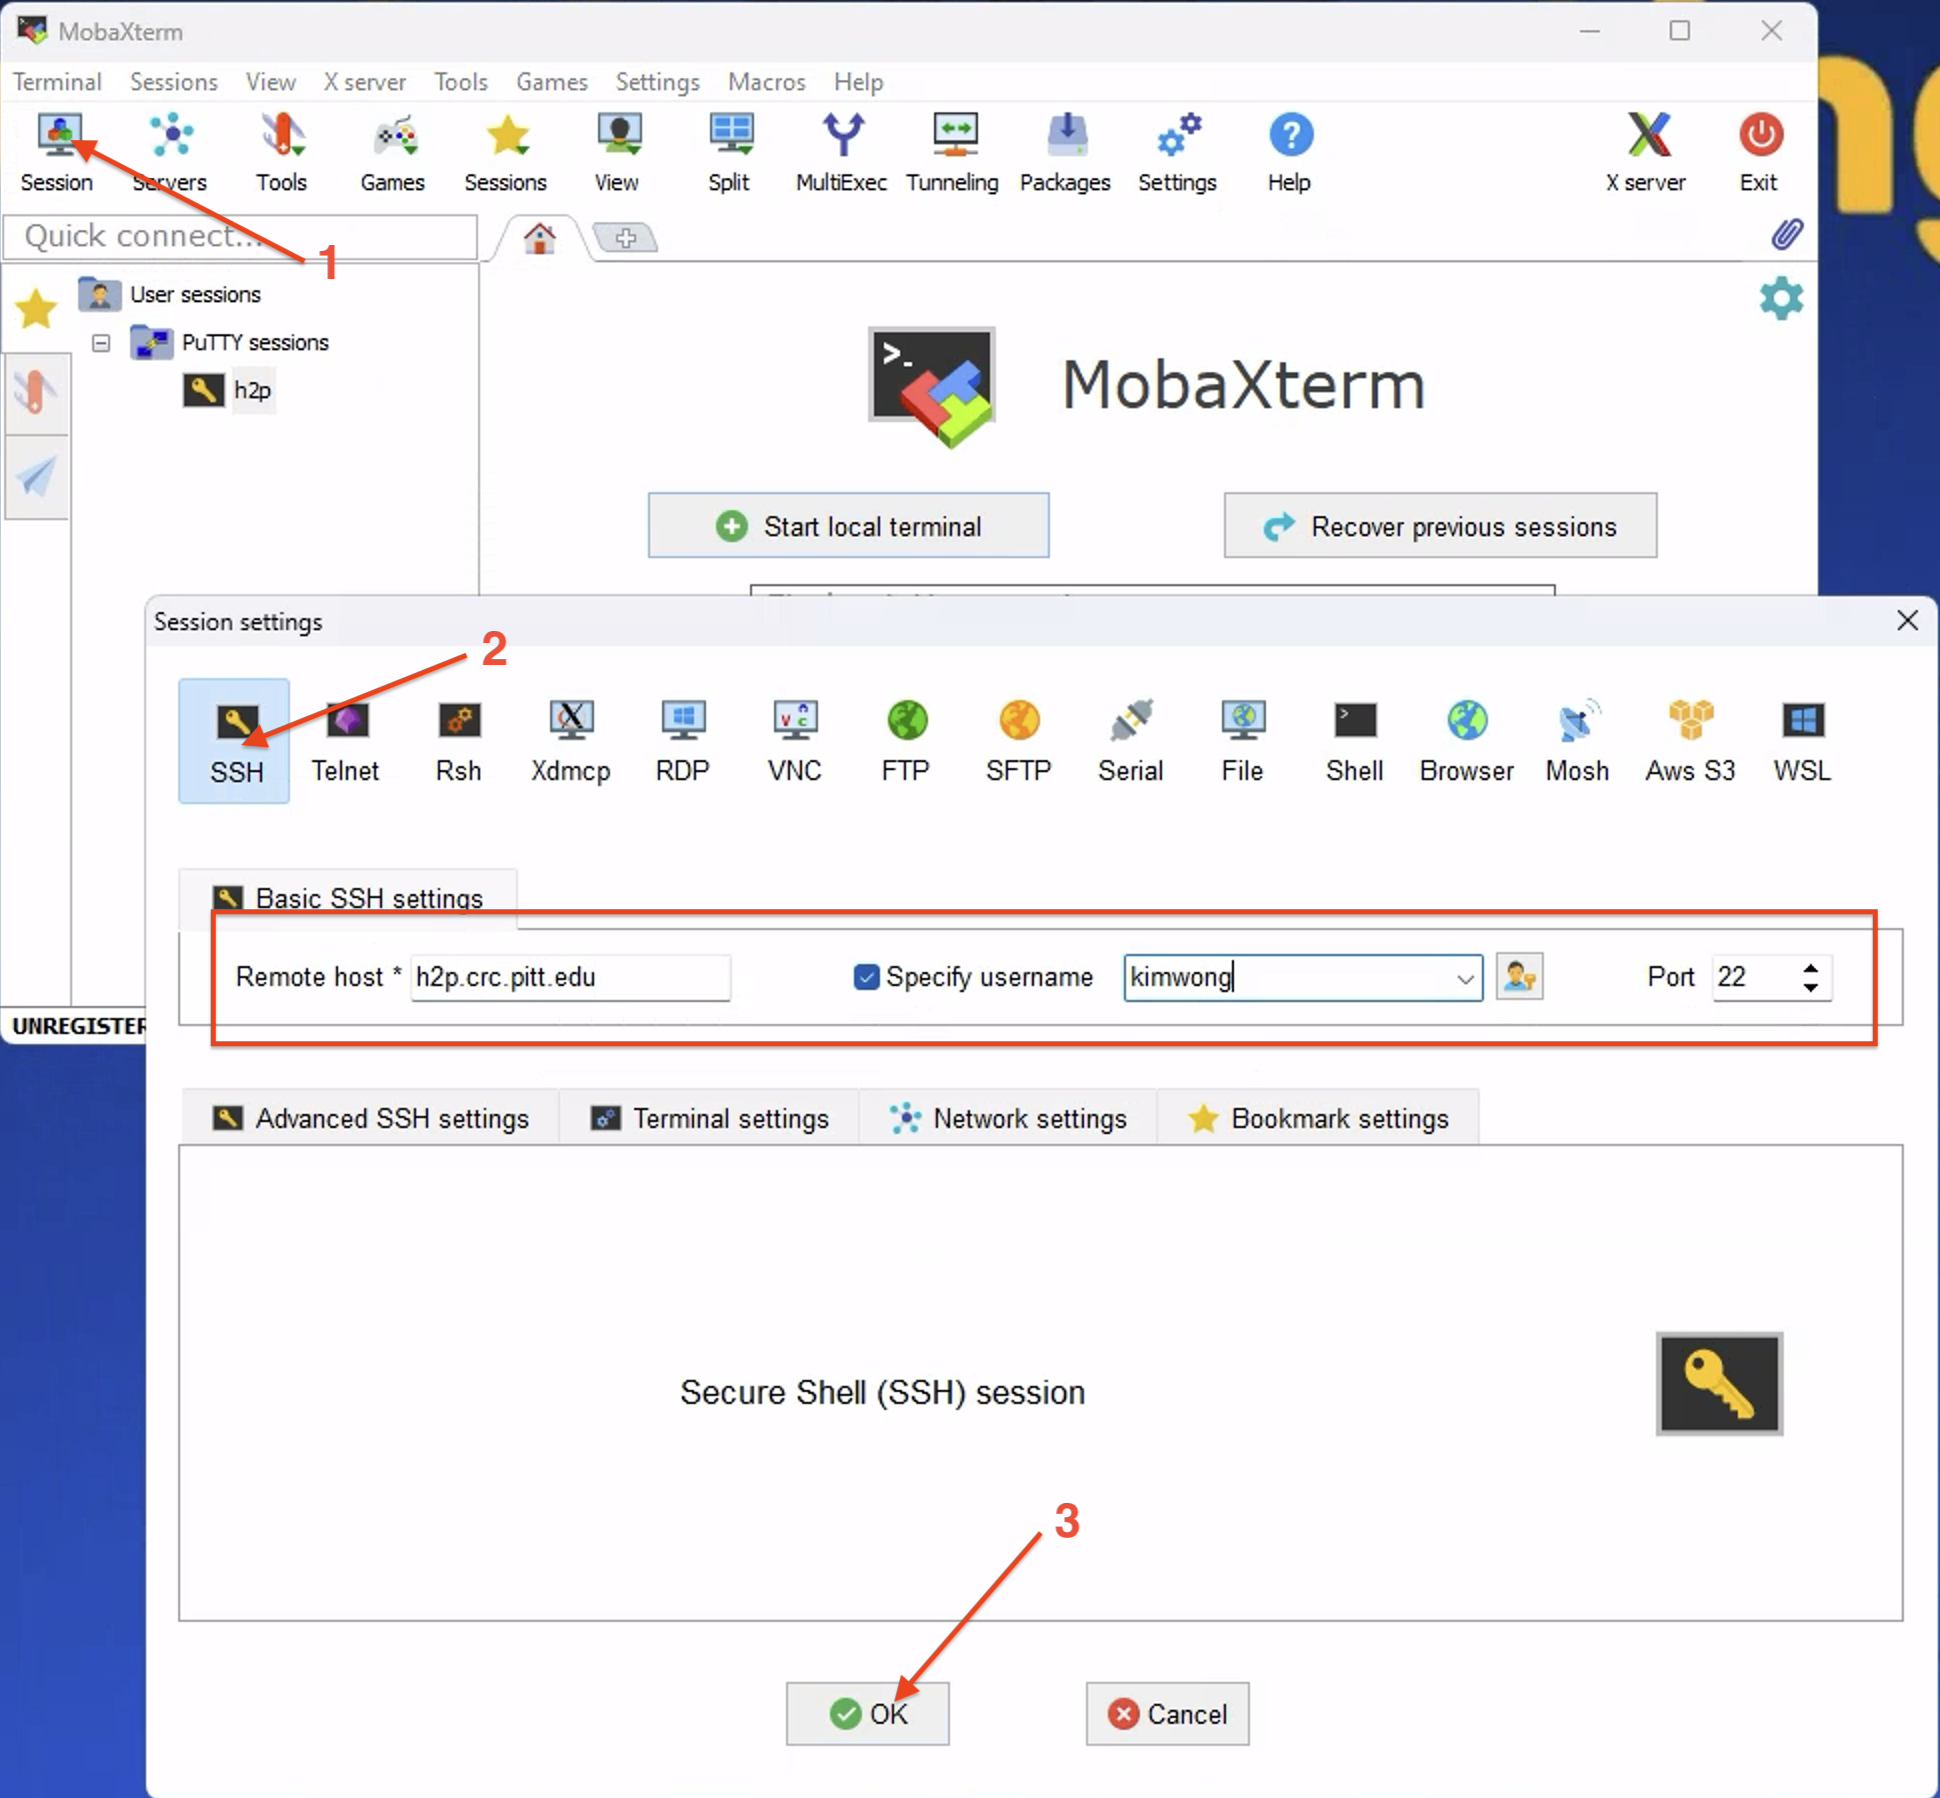 MobaXterm
Terminal Sessions View X server Tools Games Settings Macros Help
Session Servers Tools Games Sessions View Split MultiExec Tunneling Packages Settings Help X server Exit
Quick connect...
1
User sessions
PuTTY sessions
h2p
MobaXterm
Start local terminal Recover previous sessions
Session settings
2
SSH Telnet Rsh Xdmcp RDP VNC FTP SFTP Serial File Shell Browser Mosh Aws S3 WSL
Basic SSH settings
Remote host * h2p.crc.pitt.edu Specify username kimwong Port 22
UNREGISTER
Advanced SSH settings Terminal settings Network settings Bookmark settings
Secure Shell (SSH) session
3
OK Cancel